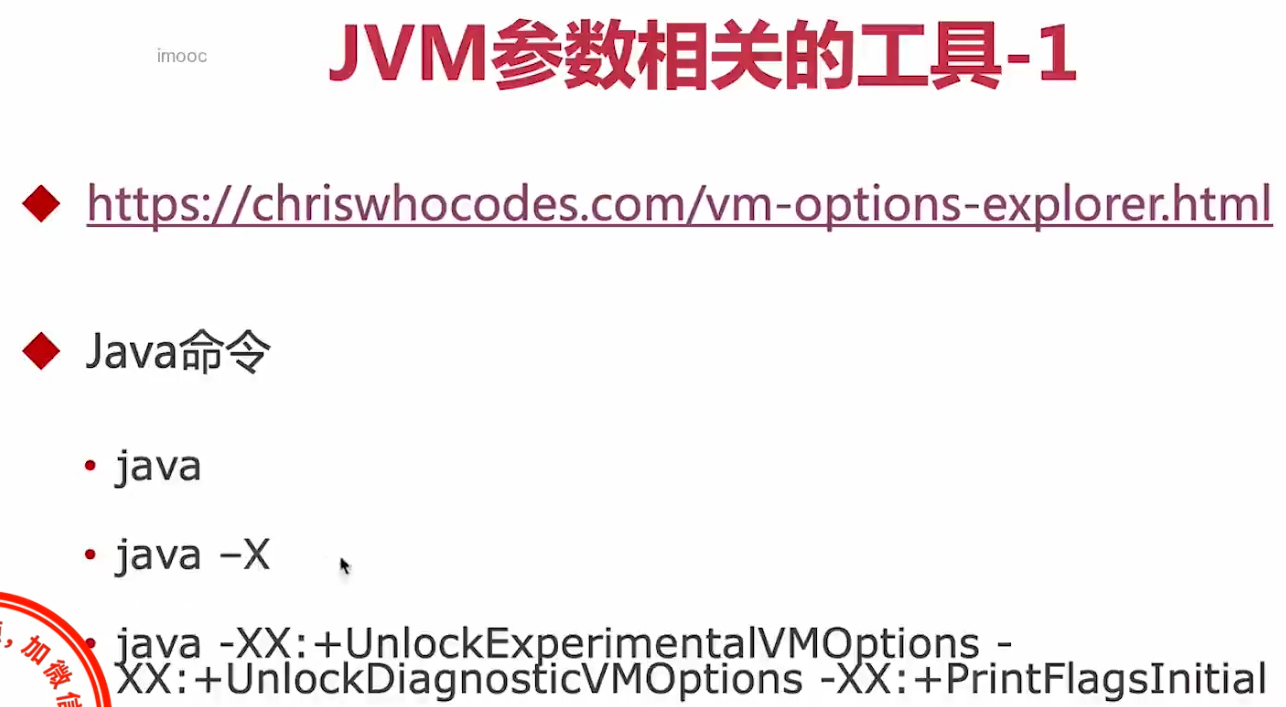 imooc
JVM参数相关的工具-1
https://chriswhocodes.com/vm-options-explorer.html
Java命令
java
java –X
java -XX:+UnlockExperimentalVMOptions -
XX:+UnlockDiagnosticVMOptions -XX:+PrintFlagsInitial
，加微信